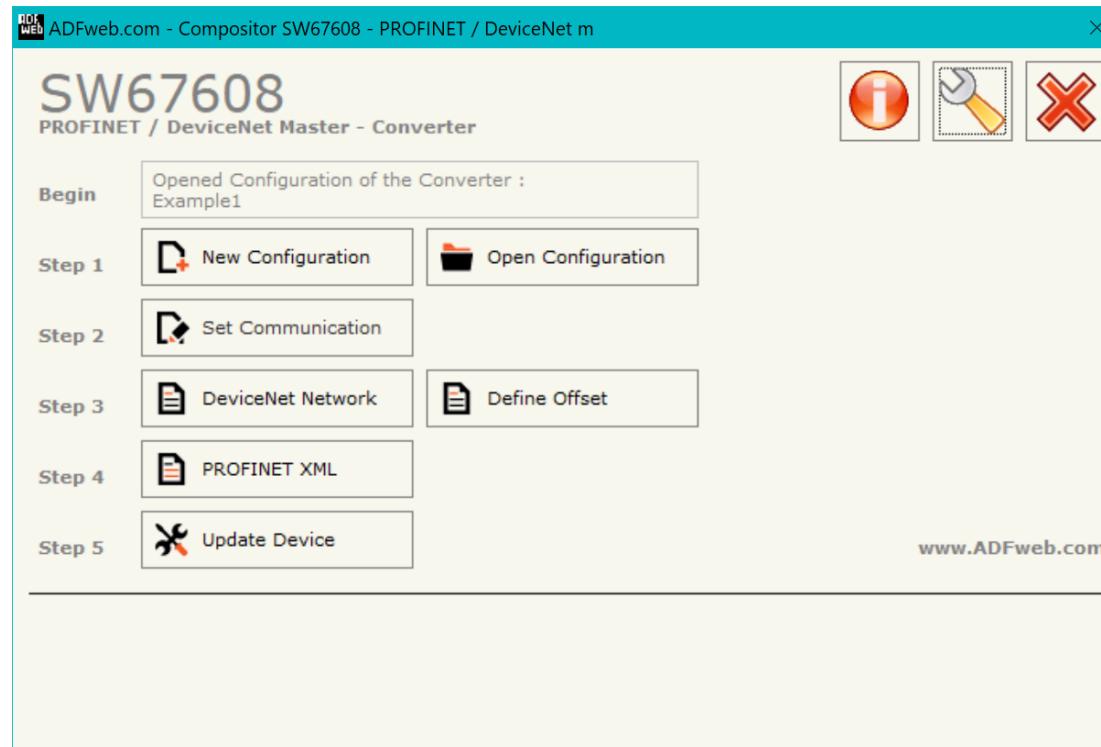 ADF
WEB ADFweb.com - Compositor SW67608 - PROFINET / DeviceNet m
SW67608
PROFINET / DeviceNet Master - Converter
Begin
Opened Configuration of the Converter :
Example1
Step 1 New Configuration Open Configuration
Step 2 Set Communication
Step 3 DeviceNet Network Define Offset
Step 4 PROFINET XML
Step 5 Update Device
www.ADFweb.com